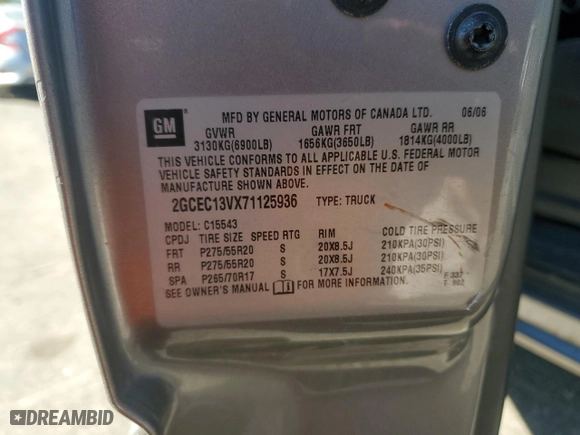 GM
MFD BY GENERAL MOTORS OF CANADA LTD. 06/06
GVWR GAWR FRT GAWR RR
3130KG(6900LB) 1656KG(3650LB) 1814KG(4000LB)
THIS VEHICLE CONFORMS TO ALL APPLICABLE U.S. FEDERAL MOTOR
VEHICLE SAFETY STANDARDS IN EFFECT ON THE DATE OF
MANUFACTURE SHOWN ABOVE.
2GCEC13VX71125936 TYPE: TRUCK
MODEL: C15543
CPDJ TIRE SIZE SPEED RTG RIM COLD TIRE PRESSURE
FRT P275/55R20 S 20X8.5J 210KPA(30PSI)
RR P275/55R20 S 20X8.5J 210KPA(30PSI)
SPA P265/70R17 S 17X7.5J 240KPA(35PSI)
SEE OWNER'S MANUAL FOR MORE INFORMATION.
F 337
DREAMBID